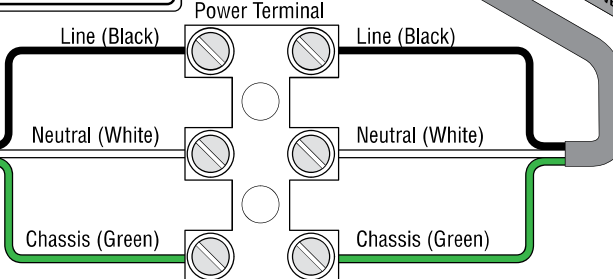 Power Terminal
Line (Black)
Line (Black)
Neutral (White)
Neutral (White)
Chassis (Green)
Chassis (Green)